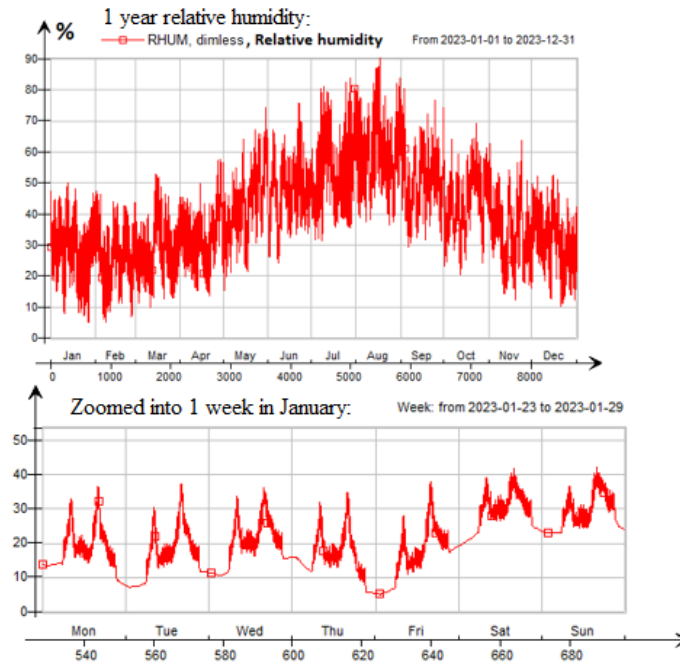 1 year relative humidity:
%
RHUM, dimless, Relative humidity
From 2023-01-01 to 2023-12-31
90
80
70
60
50
40
30
20
10
0
Jan Feb Mar Apr May Jun Jul Aug Sep Oct Nov Dec
0 1000 2000 3000 4000 5000 6000 7000 8000
Zoomed into 1 week in January:
Week: from 2023-01-23 to 2023-01-29
50
40
30
20
10
0
Mon Tue Wed Thu Fri Sat Sun
540 560 580 600 620 640 660 680